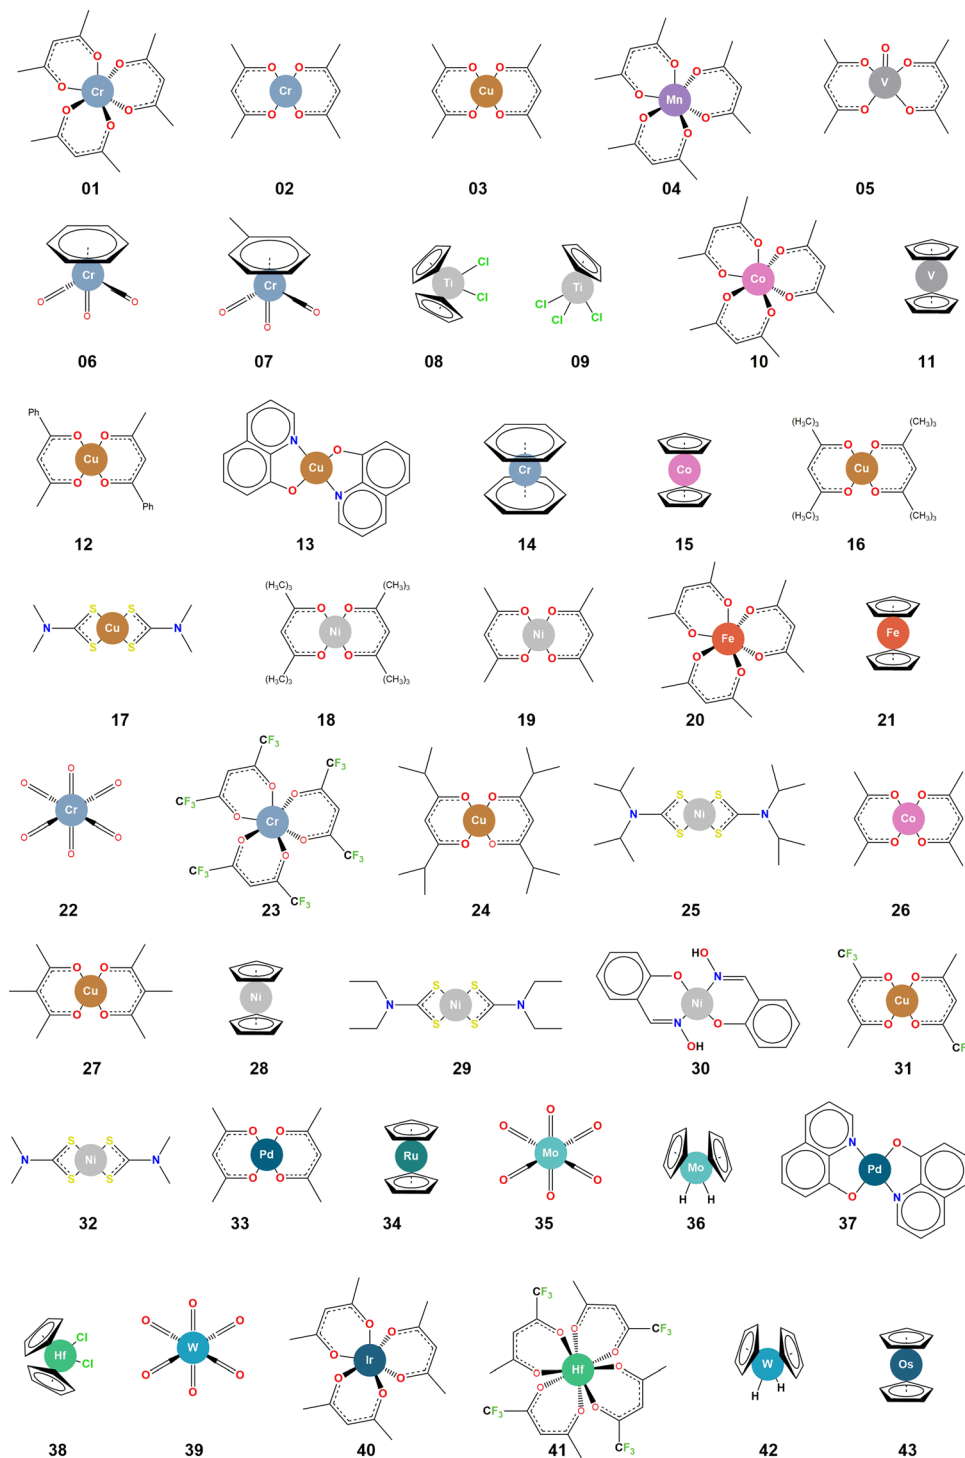 O O O O O O Cr
O O O O Cr
O O O O Cu
O O O O O O Mn
O O O O O V
01 02 03 04 05
Cr O O O
Cr O O O
Ti Cl Cl
Ti Cl Cl Cl
O O O O O O Co
V
06 07 08 09 10 11
Ph O O O O Cu Ph
N O Cu O N
Cr
Co
(H₃C)₃ (CH₃)₃ O O Cu O O (H₃C)₃ (CH₃)₃
12 13 14 15 16
N S S Cu S S N
(H₃C)₃ (CH₃)₃ O O Ni O O (H₃C)₃ (CH₃)₃
O O Ni O O
O O O O O O Fe
Fe
17 18 19 20 21
O O O Cr O O O
CF₃ CF₃ CF₃ O O O Cr O O O CF₃ CF₃ CF₃
O O Cu O O
N S S Ni S S N
O O Co O O
22 23 24 25 26
O O Cu O O
Ni
N S S Ni S S N
HO O N Ni N O OH
CF₃ O O Cu O O CF
27 28 29 30 31
N S S Ni S S N
O O Pd O O
Ru
O O O Mo O O O
Mo H H
N O Pd O N
32 33 34 35 36 37
Hf Cl Cl
O O O W O O O
O O O Ir O O O
CF₃ CF₃ O O O O Hf O O O O CF₃ CF₃
W H H
Os
38 39 40 41 42 43